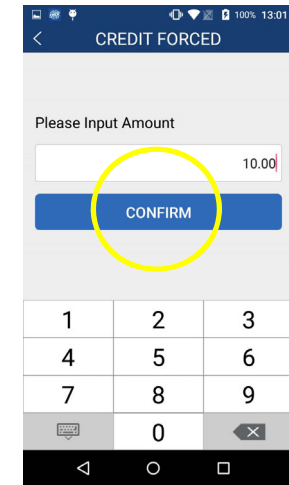 100% 13:01
CREDIT FORCED
Please Input Amount
10.00
CONFIRM
1 2 3
4 5 6
7 8 9
0